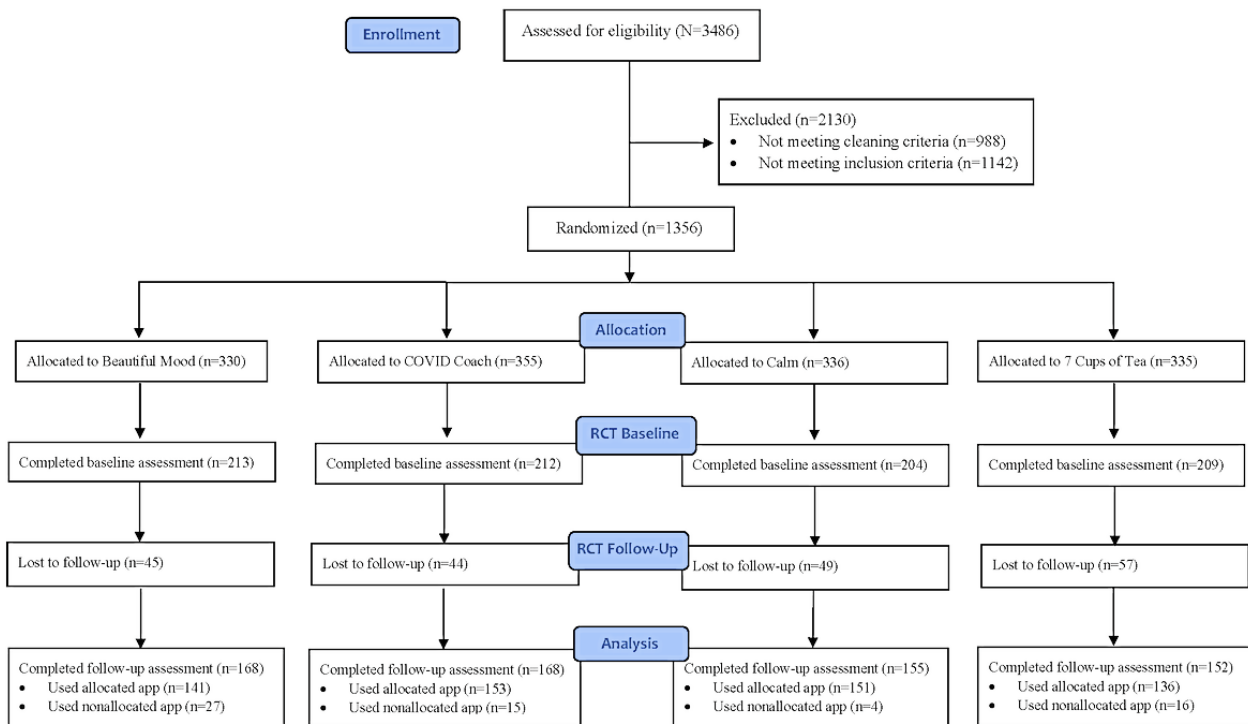 Enrollment
Assessed for eligibility (N=3486)
Excluded (n=2130)
• Not meeting cleaning criteria (n=988)
• Not meeting inclusion criteria (n=1142)
Randomized (n=1356)
Allocation
Allocated to Beautiful Mood (n=330)
Allocated to COVID Coach (n=355)
Allocated to Calm (n=336)
Allocated to 7 Cups of Tea (n=335)
RCT Baseline
Completed baseline assessment (n=213)
Completed baseline assessment (n=212)
Completed baseline assessment (n=204)
Completed baseline assessment (n=209)
RCT Follow-Up
Lost to follow-up (n=45)
Lost to follow-up (n=44)
Lost to follow-up (n=49)
Lost to follow-up (n=57)
Analysis
Completed follow-up assessment (n=168)
• Used allocated app (n=141)
• Used nonallocated app (n=27)
Completed follow-up assessment (n=168)
• Used allocated app (n=153)
• Used nonallocated app (n=15)
Completed follow-up assessment (n=155)
• Used allocated app (n=151)
• Used nonallocated app (n=4)
Completed follow-up assessment (n=152)
• Used allocated app (n=136)
• Used nonallocated app (n=16)